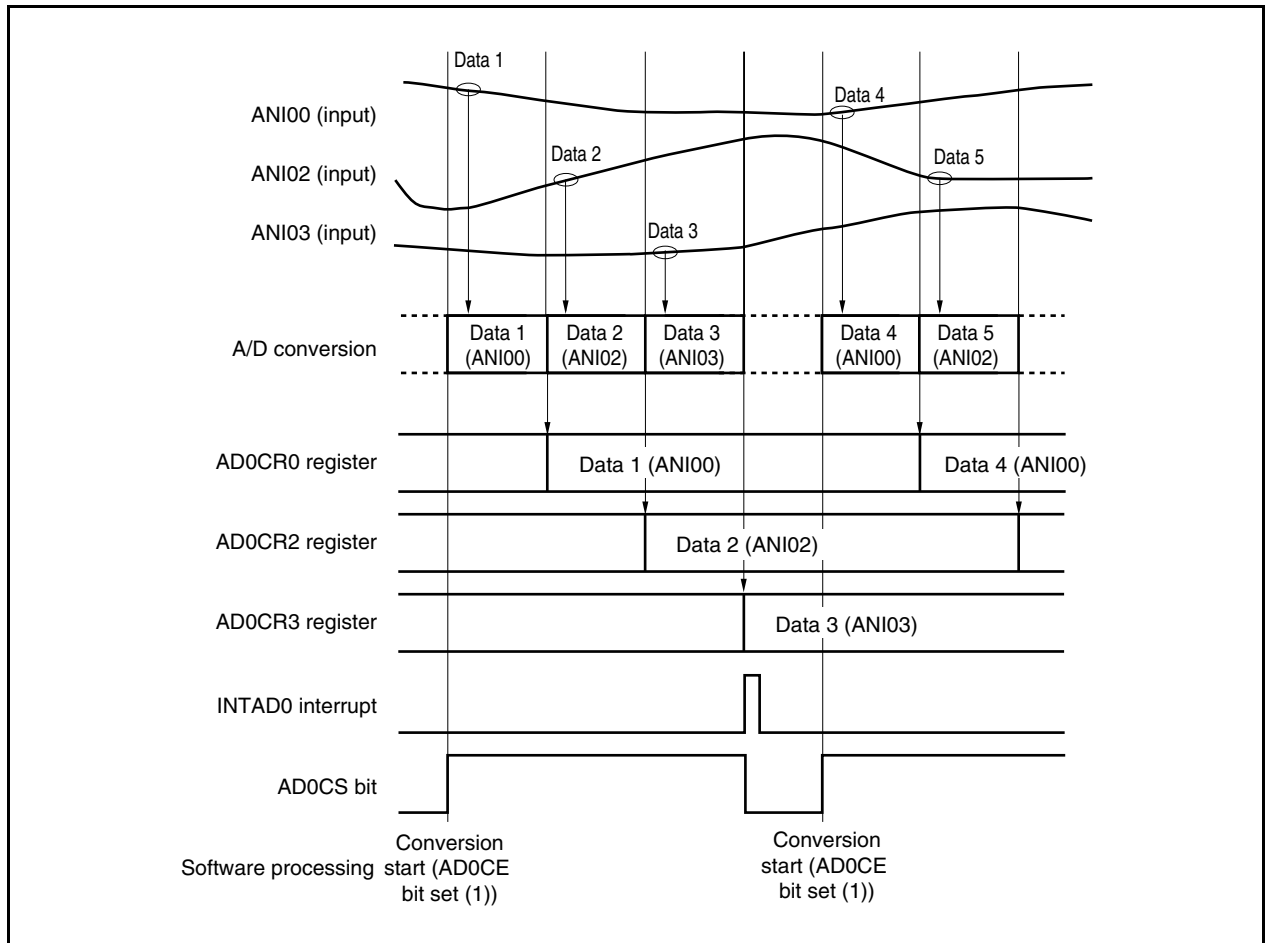 Data 1
Data 4
ANI00 (input)
Data 2
Data 5
ANI02 (input)
Data 3
ANI03 (input)
A/D conversion
Data 1
(ANI00)
Data 2
(ANI02)
Data 3
(ANI03)
Data 4
(ANI00)
Data 5
(ANI02)
AD0CR0 register
Data 1 (ANI00)
Data 4 (ANI00)
AD0CR2 register
Data 2 (ANI02)
AD0CR3 register
Data 3 (ANI03)
INTAD0 interrupt
AD0CS bit
Software processing
Conversion
start (AD0CE
bit set (1))
Conversion
start (AD0CE
bit set (1))